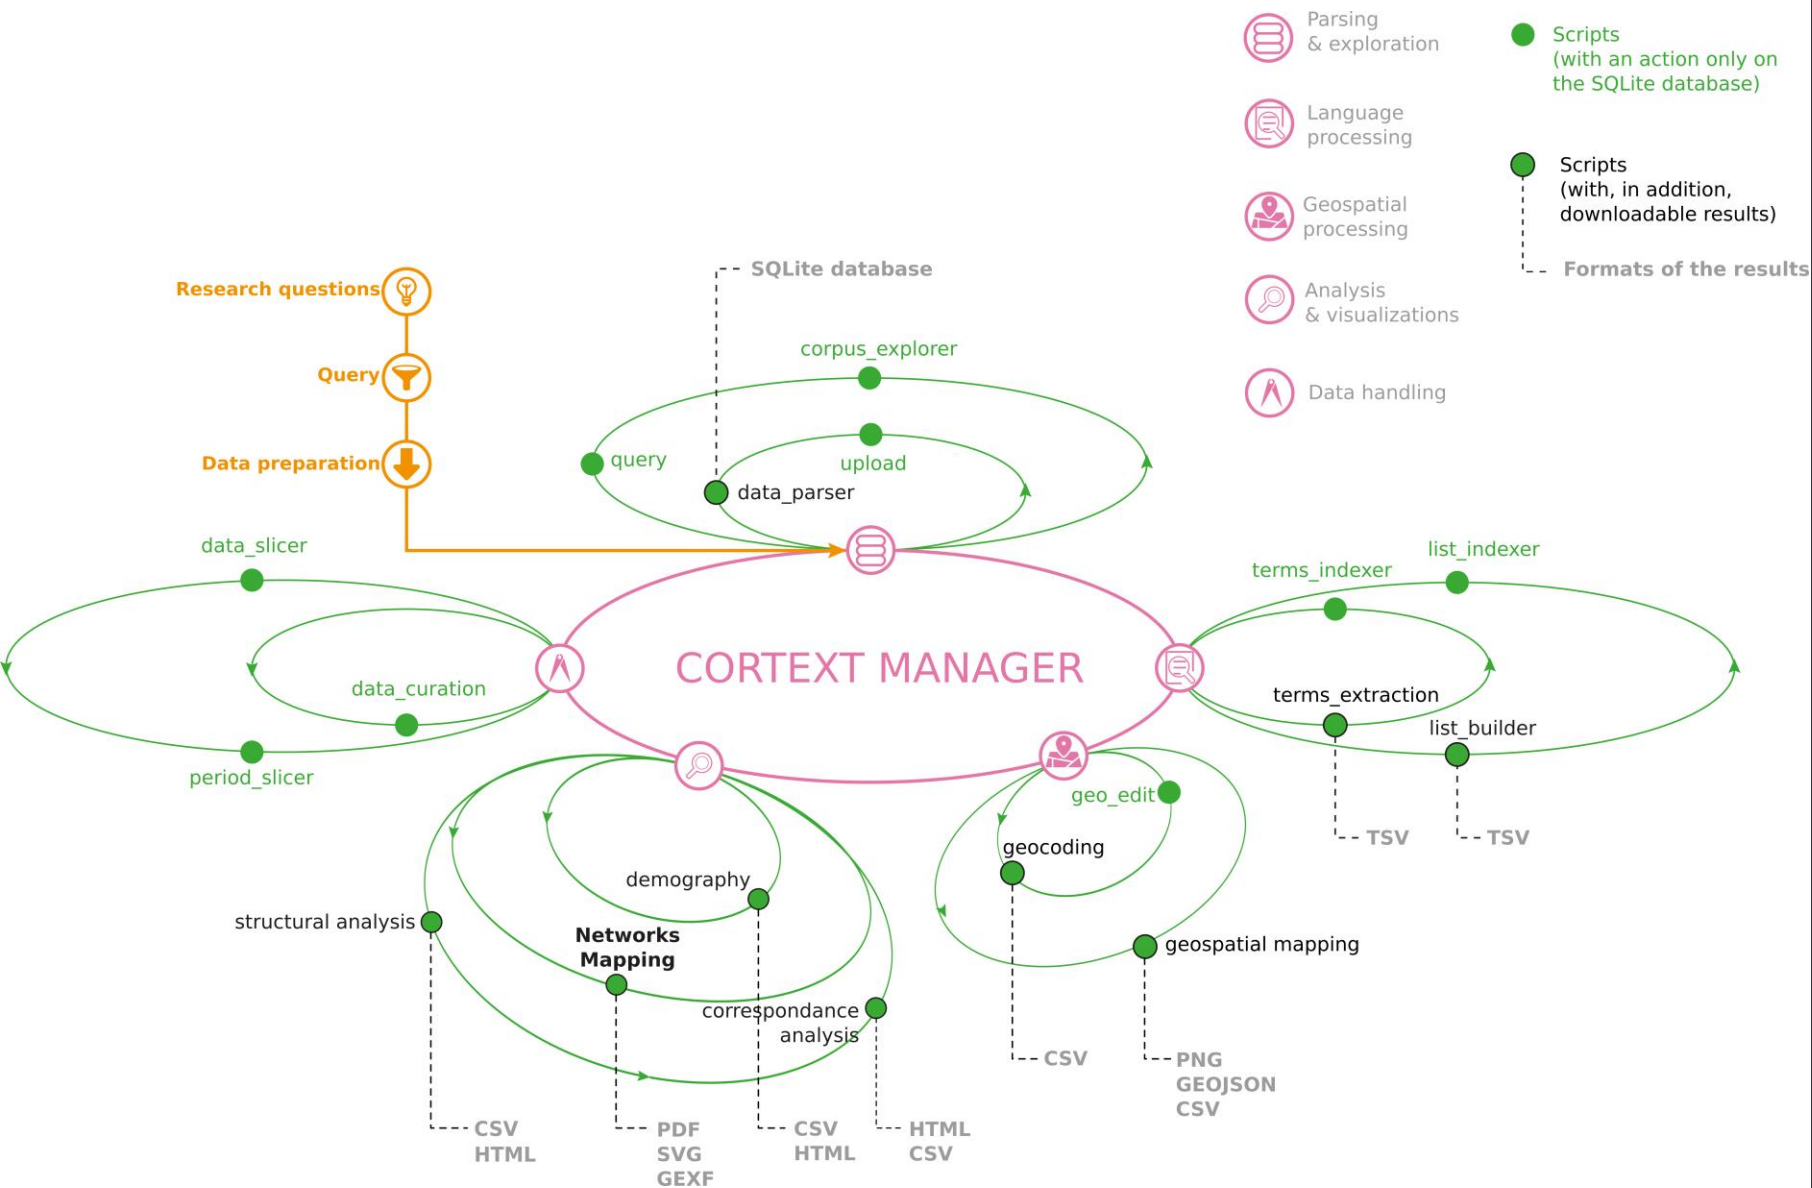 Parsing
& exploration
Language
processing
Geospatial
processing
Analysis
& visualizations
Data handling
Scripts
(with an action only on
the SQLite database)
Scripts
(with, in addition,
downloadable results)
Formats of the results
Research questions
Query
Data preparation
SQLite database
corpus_explorer
query
upload
data_parser
data_slicer
data_curation
period_slicer
CORTEXT MANAGER
list_indexer
terms_indexer
terms_extraction
list_builder
TSV
TSV
geo_edit
geocoding
geospatial mapping
CSV
PNG
GEOJSON
CSV
demography
structural analysis
Networks
Mapping
correspondance
analysis
CSV
HTML
PDF
SVG
GEXF
CSV
HTML
HTML
CSV